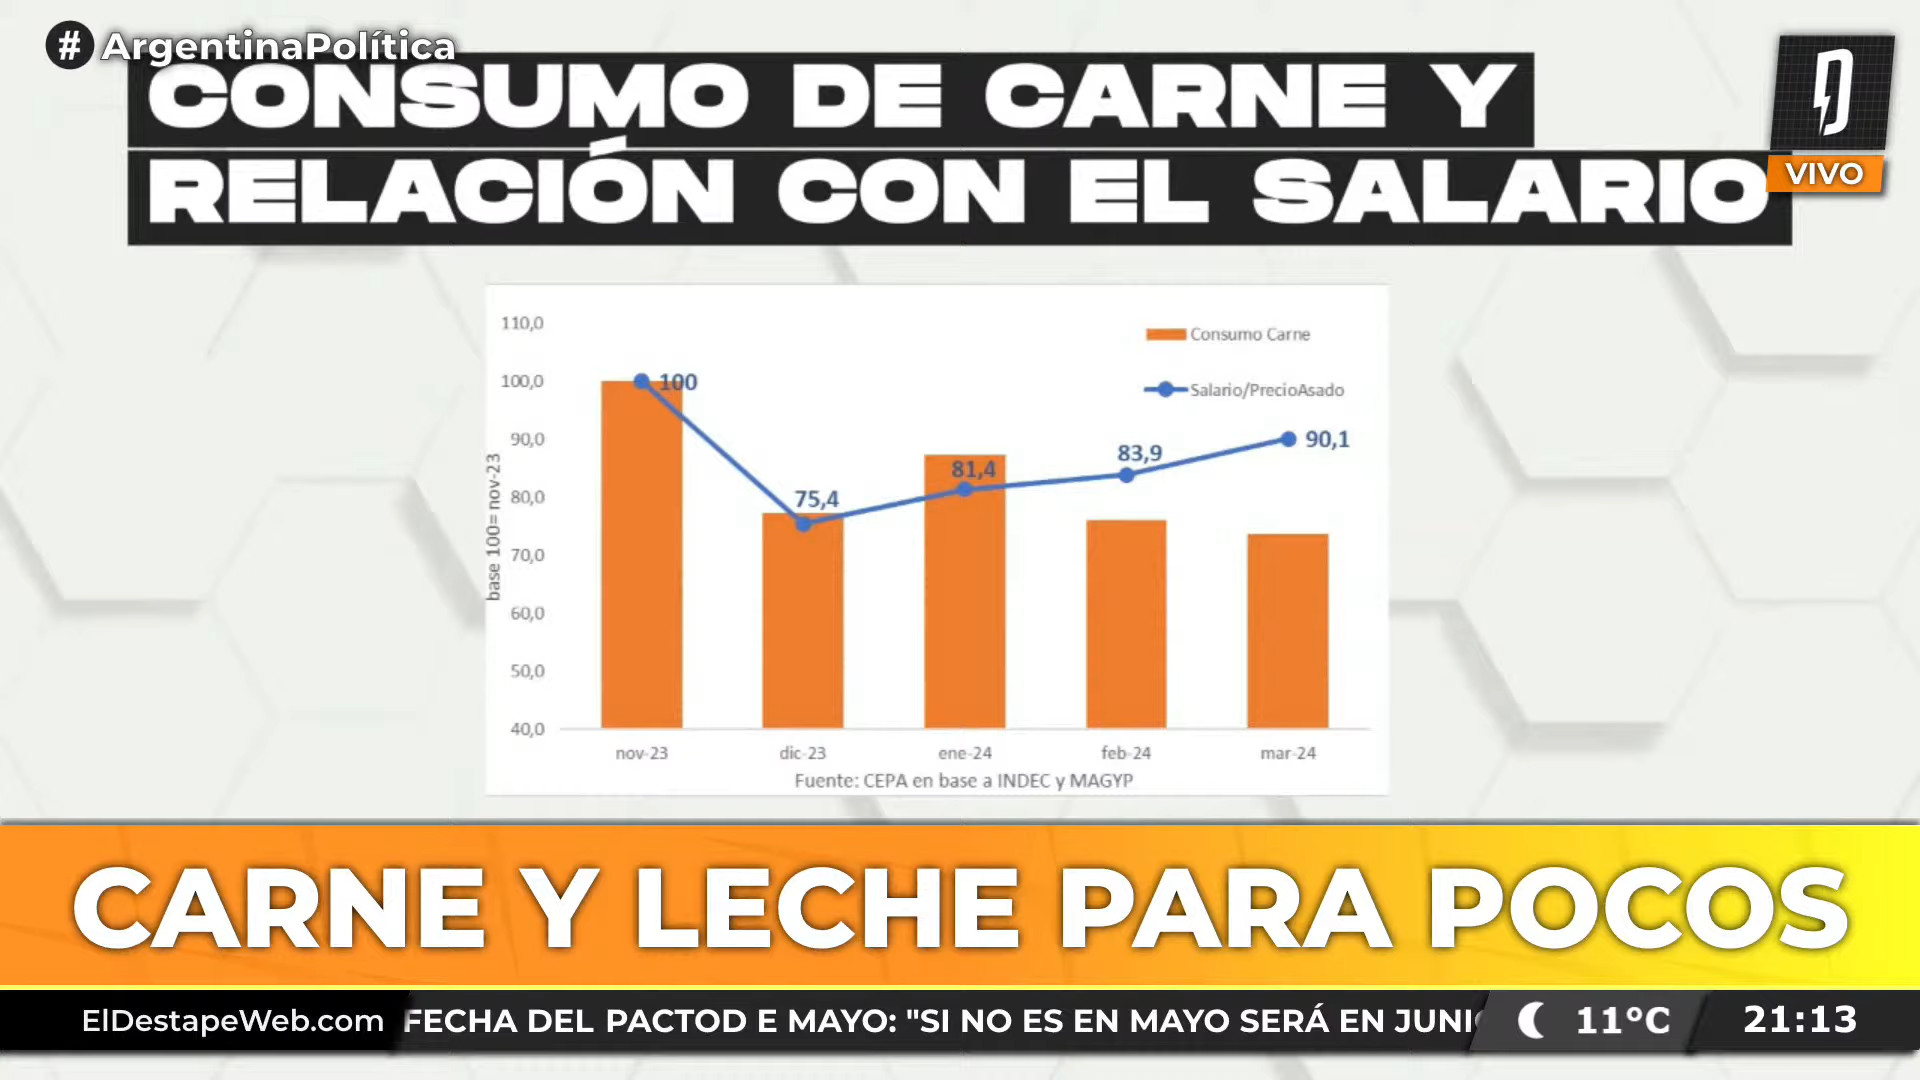 # ArgentinaPolítica
CONSUMO DE CARNE Y
RELACIÓN CON EL SALARIO
VIVO
110,0
100,0
90,0
80,0
70,0
60,0
50,0
40,0
base 100= nov-23
Consumo Carne
Salario/PrecioAsado
100
75,4
81,4
83,9
90,1
nov-23 dic-23 ene-24 feb-24 mar-24
Fuente: CEPA en base a INDEC y MAGYP
CARNE Y LECHE PARA POCOS
ElDestapeWeb.com FECHA DEL PACTOD E MAYO: "SI NO ES EN MAYO SERÁ EN JUNI 11°C 21:13